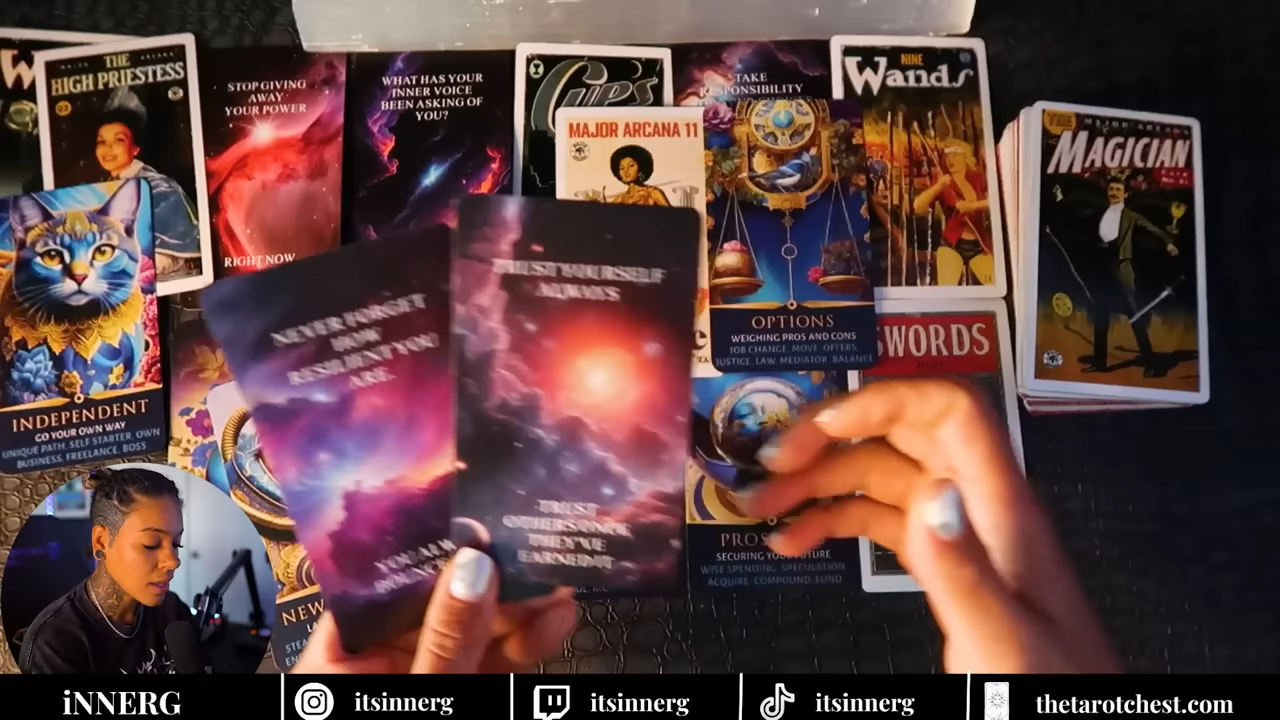 THE
HIGH PRIESTESS
23
STOP GIVING
AWAY
YOUR POWER
RIGHT NOW
WHAT HAS YOUR
INNER VOICE
BEEN ASKING OF
YOU?
CUPS
TAKE
RESPONSIBILITY
MAJOR ARCANA 11
NINE
Wands
THE
MAJOR ARCANA
MAGICIAN
NEVER FORGET
HOW
RESILIENT YOU
ARE
TRUST YOURSELF
ALWAYS
TRUST
OTHERS ONCE
THEY'VE
EARNED IT
OPTIONS
WEIGHING PROS AND CONS
JOB CHANGE, MOVE, OFFERS,
JUSTICE, LAW, MEDIATOR, BALANCE
SWORDS
INDEPENDENT
GO YOUR OWN WAY
UNIQUE PATH, SELF STARTER, OWN
BUSINESS, FREELANCE, BOSS
PROS
SECURING YOUR FUTURE
WISE SPENDING, SPECULATION
ACQUIRE, COMPOUND, FUND
NEW
iNNERG
itsinnerg
itsinnerg
itsinnerg
thetarotchest.com